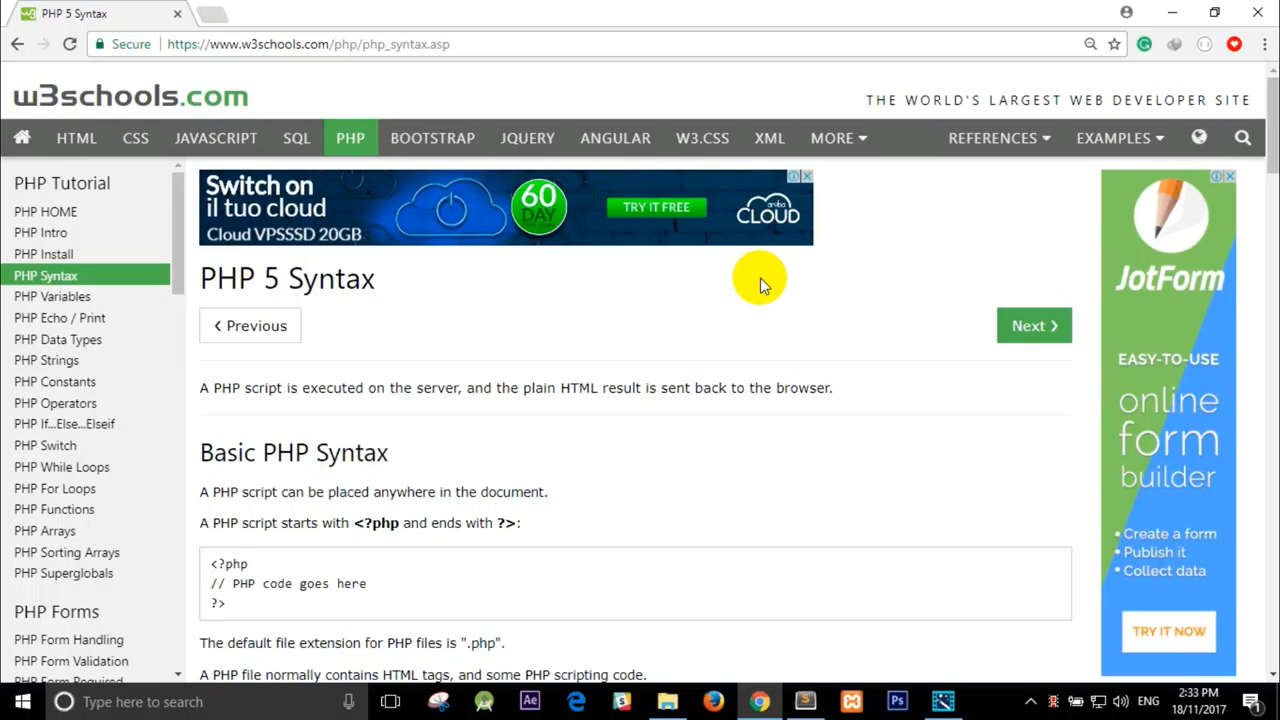 PHP 5 Syntax
Secure
https://www.w3schools.com/php/php_syntax.asp
w3schools.com
THE WORLD'S LARGEST WEB DEVELOPER SITE
HTML CSS JAVASCRIPT SQL PHP BOOTSTRAP JQUERY ANGULAR W3.CSS XML MORE REFERENCES EXAMPLES
PHP Tutorial
PHP HOME
PHP Intro
PHP Install
PHP Syntax
PHP Variables
PHP Echo / Print
PHP Data Types
PHP Strings
PHP Constants
PHP Operators
PHP If...Else...Elseif
PHP Switch
PHP While Loops
PHP For Loops
PHP Functions
PHP Arrays
PHP Sorting Arrays
PHP Superglobals
PHP Forms
PHP Form Handling
PHP Form Validation
PHP Form Required
Switch on
il tuo cloud
Cloud VPSSSD 20GB
60
DAY
TRY IT FREE
aruba
CLOUD
PHP 5 Syntax
❮ Previous
Next ❯
A PHP script is executed on the server, and the plain HTML result is sent back to the browser.
Basic PHP Syntax
A PHP script can be placed anywhere in the document.
A PHP script starts with <?php and ends with ?>:
<?php
// PHP code goes here
?>
The default file extension for PHP files is ".php".
A PHP file normally contains HTML tags, and some PHP scripting code.
JotForm
EASY-TO-USE
online
form
builder
• Create a form
• Publish it
• Collect data
TRY IT NOW
Type here to search
Ae
Ps
ENG
2:33 PM
18/11/2017
1